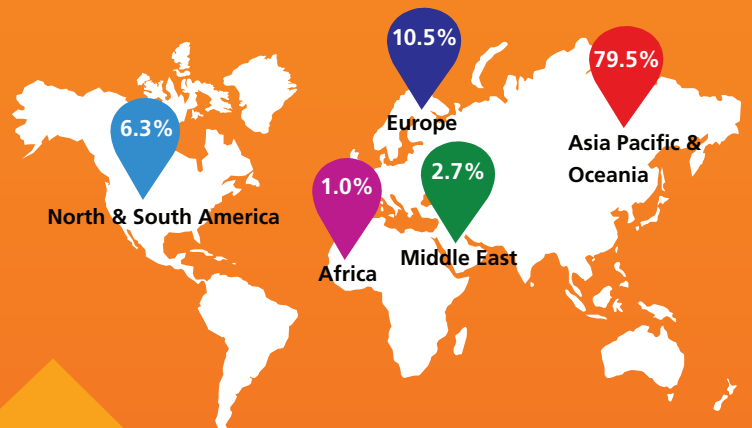 10.5%
Europe
79.5%
Asia Pacific &
Oceania
6.3%
North & South America
1.0%
Africa
2.7%
Middle East